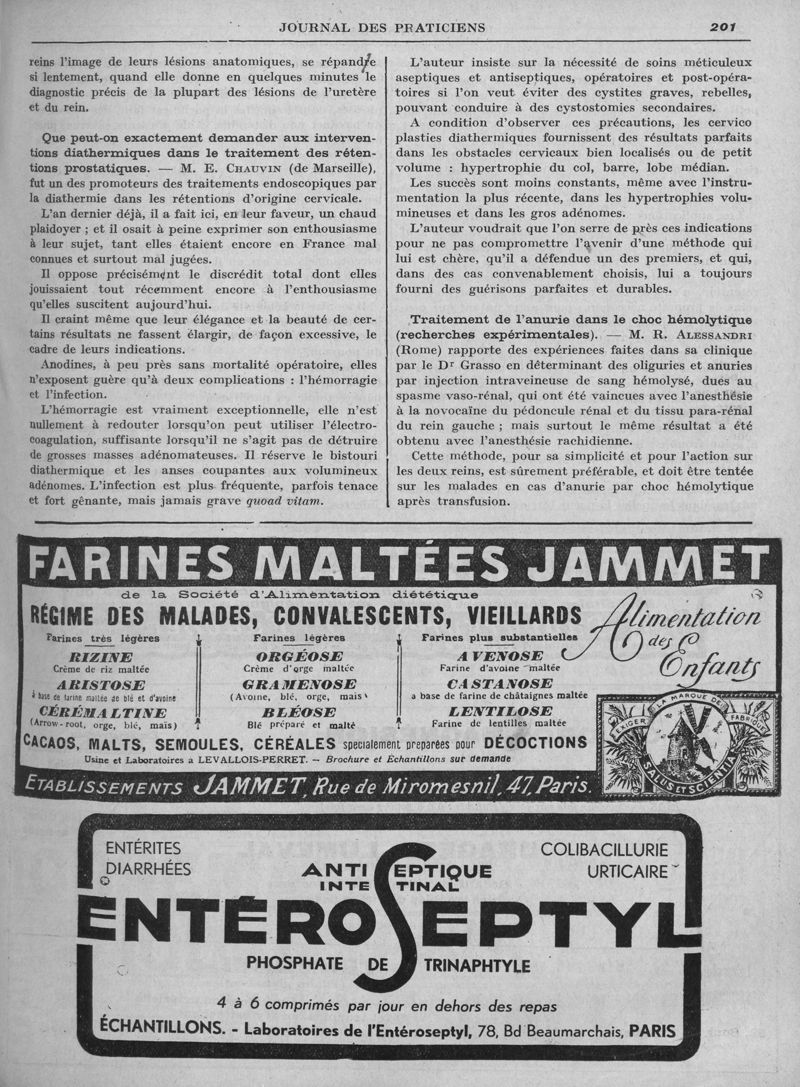 JOURNAL DES PRATICIENS
201
reins l'image de leurs lésions anatomiques, se répandre
si lentement, quand elle donne en quelques minutes le
diagnostic précis de la plupart des lésions de l'uretère
et du rein.
Que peut-on exactement demander aux interven-
tions diathermiques dans le traitement des réten-
tions prostatiques. — M. E. CHAUVIN (de Marseille),
fut un des promoteurs des traitements endoscopiques par
la diathermie dans les rétentions d'origine cervicale.
L'an dernier déjà, il a fait ici, en leur faveur, un chaud
plaidoyer ; et il osait à peine exprimer son enthousiasme
à leur sujet, tant elles étaient encore en France mal
connues et surtout mal jugées.
Il oppose précisément le discrédit total dont elles
jouissaient tout récemment encore à l'enthousiasme
qu'elles suscitent aujourd'hui.
Il craint même que leur élégance et la beauté de cer-
tains résultats ne fassent élargir, de façon excessive, le
cadre de leurs indications.
Anodines, à peu près sans mortalité opératoire, elles
n'exposent guère qu'à deux complications : l'hémorragie
et l'infection.
L'hémorragie est vraiment exceptionnelle, elle n'est
nullement à redouter lorsqu'on peut utiliser l'électro-
coagulation, suffisante lorsqu'il ne s'agit pas de détruire
de grosses masses adénomateuses. Il réserve le bistouri
diathermique et les anses coupantes aux volumineux
adénomes. L'infection est plus fréquente, parfois tenace
et fort gênante, mais jamais grave quoad vitam.
L'auteur insiste sur la nécessité de soins méticuleux
aseptiques et antiseptiques, opératoires et post-opéra-
toires si l'on veut éviter des cystites graves, rebelles,
pouvant conduire à des cystostomies secondaires.
A condition d'observer ces précautions, les cervico
plasties diathermiques fournissent des résultats parfaits
dans les obstacles cervicaux bien localisés ou de petit
volume : hypertrophie du col, barre, lobe médian.
Les succès sont moins constants, même avec l'instru-
mentation la plus récente, dans les hypertrophies volu-
mineuses et dans les gros adénomes.
L'auteur voudrait que l'on serre de près ces indications
pour ne pas compromettre l'avenir d'une méthode qui
lui est chère, qu'il a défendue un des premiers, et qui,
dans des cas convenablement choisis, lui a toujours
fourni des guérisons parfaites et durables.
Traitement de l'anurie dans le choc hémolytique
(recherches expérimentales). — M. R. ALESSANDRI
(Rome) rapporte des expériences faites dans sa clinique
par le Dr Grasso en déterminant des oliguries et anuries
par injection intraveineuse de sang hémolysé, dues au
spasme vaso-rénal, qui ont été vaincues avec l'anesthésie
à la novocaïne du pédoncule rénal et du tissu para-rénal
du rein gauche ; mais surtout le même résultat a été
obtenu avec l'anesthésie rachidienne.
Cette méthode, pour sa simplicité et pour l'action sur
les deux reins, est sûrement préférable, et doit être tentée
sur les malades en cas d'anurie par choc hémolytique
après transfusion.
FARINES MALTÉES JAMMET
de la Société d'Alimentation diététique
RÉGIME DES MALADES, CONVALESCENTS, VIEILLARDS
Alimentation
des
Enfants
Farines très légères
RIZINE
Crème de riz maltée
ARISTOSE
à base de farine maltée de blé et d'avoine
CÉRÉMALTINE
(Arrow-root, orge, blé, maïs)
Farines légères
ORGÉOSE
Crème d'orge maltée
GRAMENOSE
(Avoine, blé, orge, maïs)
BLÉOSE
Blé préparé et malté
Farines plus substantielles
AVENOSE
Farine d'avoine maltée
CASTANOSE
a base de farine de châtaignes maltée
LENTILOSE
Farine de lentilles maltée
CACAOS, MALTS, SEMOULES, CÉRÉALES specialement preparées pour DÉCOCTIONS
Usine et Laboratoires a LEVALLOIS-PERRET. — Brochure et Echantillons sur demande
ETABLISSEMENTS JAMMET, Rue de Miromesnil, 47, Paris.
EXIGER LA MARQUE DE FABRIQUE
SALUS ET SCIENTIA
ENTÉRITES
DIARRHÉES
COLIBACILLURIE
URTICAIRE
ANTISEPTIQUE
INTESTINAL
ENTÉROSEPTYL
PHOSPHATE DE TRINAPHTYLE
4 à 6 comprimés par jour en dehors des repas
ÉCHANTILLONS. - Laboratoires de l'Entéroseptyl, 78, Bd Beaumarchais, PARIS